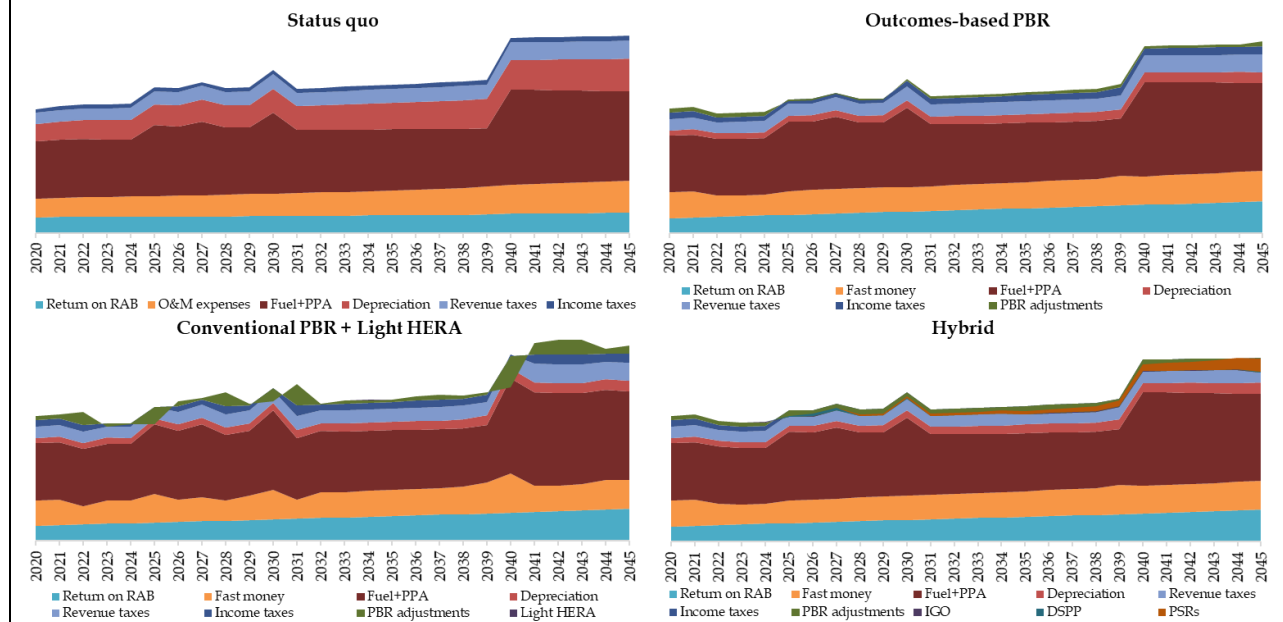 Status quo
2020 2021 2022 2023 2024 2025 2026 2027 2028 2029 2030 2031 2032 2033 2034 2035 2036 2037 2038 2039 2040 2041 2042 2043 2044 2045
Return on RAB O&M expenses Fuel+PPA Depreciation Revenue taxes Income taxes
Outcomes-based PBR
2020 2021 2022 2023 2024 2025 2026 2027 2028 2029 2030 2031 2032 2033 2034 2035 2036 2037 2038 2039 2040 2041 2042 2043 2044 2045
Return on RAB Fast money Fuel+PPA Depreciation
Revenue taxes Income taxes PBR adjustments
Conventional PBR + Light HERA
2020 2021 2022 2023 2024 2025 2026 2027 2028 2029 2030 2031 2032 2033 2034 2035 2036 2037 2038 2039 2040 2041 2042 2043 2044 2045
Return on RAB Fast money Fuel+PPA Depreciation
Revenue taxes Income taxes PBR adjustments Light HERA
Hybrid
2020 2021 2022 2023 2024 2025 2026 2027 2028 2029 2030 2031 2032 2033 2034 2035 2036 2037 2038 2039 2040 2041 2042 2043 2044 2045
Return on RAB Fast money Fuel+PPA Depreciation Revenue taxes
Income taxes PBR adjustments IGO DSPP PSRs